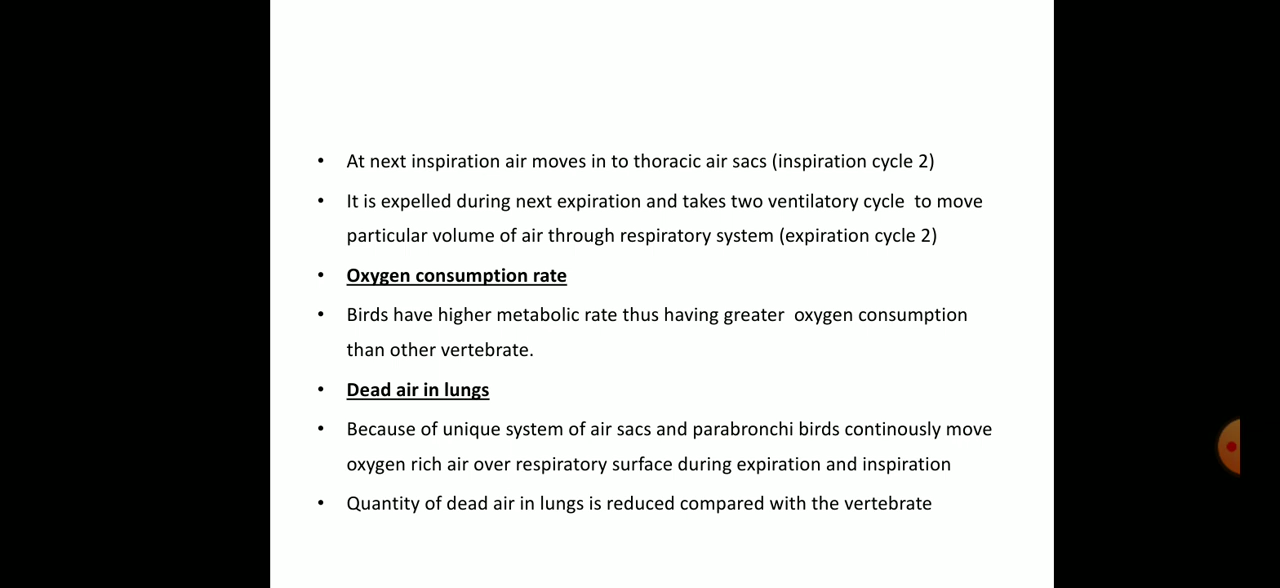 • At next inspiration air moves in to thoracic air sacs (inspiration cycle 2)
• It is expelled during next expiration and takes two ventilatory cycle  to move
particular volume of air through respiratory system (expiration cycle 2)
• Oxygen consumption rate
• Birds have higher metabolic rate thus having greater  oxygen consumption
than other vertebrate.
• Dead air in lungs
• Because of unique system of air sacs and parabronchi birds continously move
oxygen rich air over respiratory surface during expiration and inspiration
• Quantity of dead air in lungs is reduced compared with the vertebrate